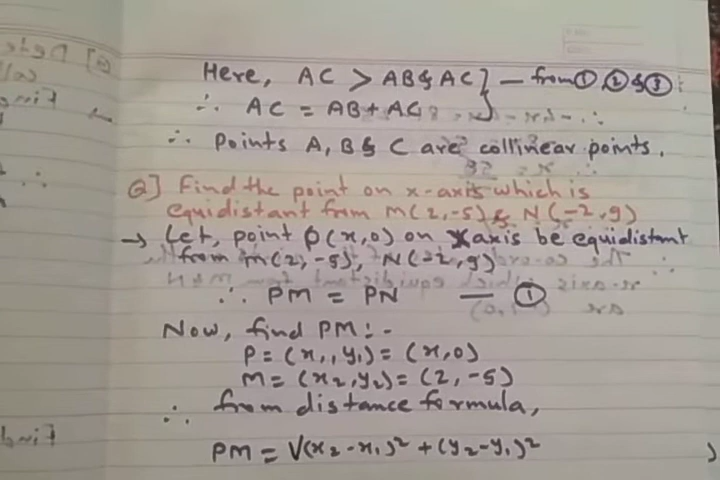 Here, AC > AB & AC } — from ①, ② & ③
∴ AC = AB + AC
∴ Points A, B & C are collinear points.
Q] Find the point on x-axis which is
equidistant from M(2,-5) & N(-2,9)
→ Let, point P(x,0) on X axis be equidistant
from M(2,-5), N(-2,9)
∴ PM = PN — ①
Now, find PM :-
P = (x₁, y₁) = (x,0)
M = (x₂, y₂) = (2,-5)
∴ from distance formula,
PM = √(x₂-x₁)² + (y₂-y₁)²